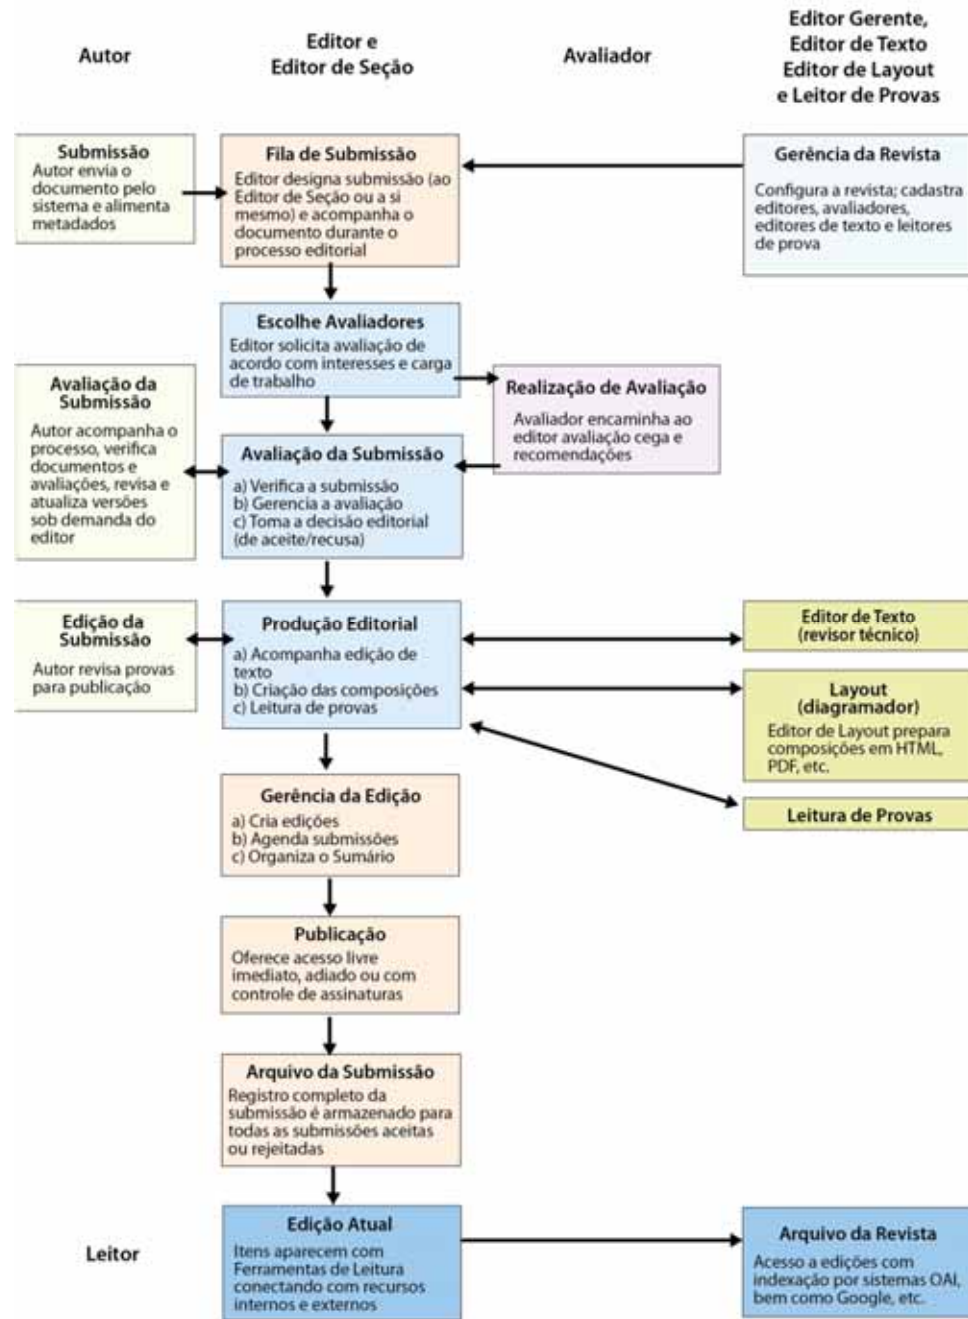 Autor
Editor e
Editor de Seção
Avaliador
Editor Gerente,
Editor de Texto
Editor de Layout
e Leitor de Provas
Submissão
Autor envia o
documento pelo
sistema e alimenta
metadados
Fila de Submissão
Editor designa submissão (ao
Editor de Seção ou a si
mesmo) e acompanha o
documento durante o
processo editorial
Gerência da Revista
Configura a revista; cadastra
editores, avaliadores,
editores de texto e leitores
de prova
Escolhe Avaliadores
Editor solicita avaliação de
acordo com interesses e carga
de trabalho
Avaliação da
Submissão
Autor acompanha o
processo, verifica
documentos e
avaliações, revisa e
atualiza versões
sob demanda do
editor
Realização de Avaliação
Avaliador encaminha ao
editor avaliação cega e
recomendações
Avaliação da Submissão
a) Verifica a submissão
b) Gerencia a avaliação
c) Toma a decisão editorial
(de aceite/recusa)
Edição da
Submissão
Autor revisa provas
para publicação
Produção Editorial
a) Acompanha edição de
texto
b) Criação das composições
c) Leitura de provas
Editor de Texto
(revisor técnico)
Layout
(diagramador)
Editor de Layout prepara
composições em HTML,
PDF, etc.
Leitura de Provas
Gerência da Edição
a) Cria edições
b) Agenda submissões
c) Organiza o Sumário
Publicação
Oferece acesso livre
imediato, adiado ou com
controle de assinaturas
Arquivo da Submissão
Registro completo da
submissão é armazenado para
todas as submissões aceitas
ou rejeitadas
Leitor
Edição Atual
Itens aparecem com
Ferramentas de Leitura
conectando com recursos
internos e externos
Arquivo da Revista
Acesso a edições com
indexação por sistemas OAI,
bem como Google, etc.